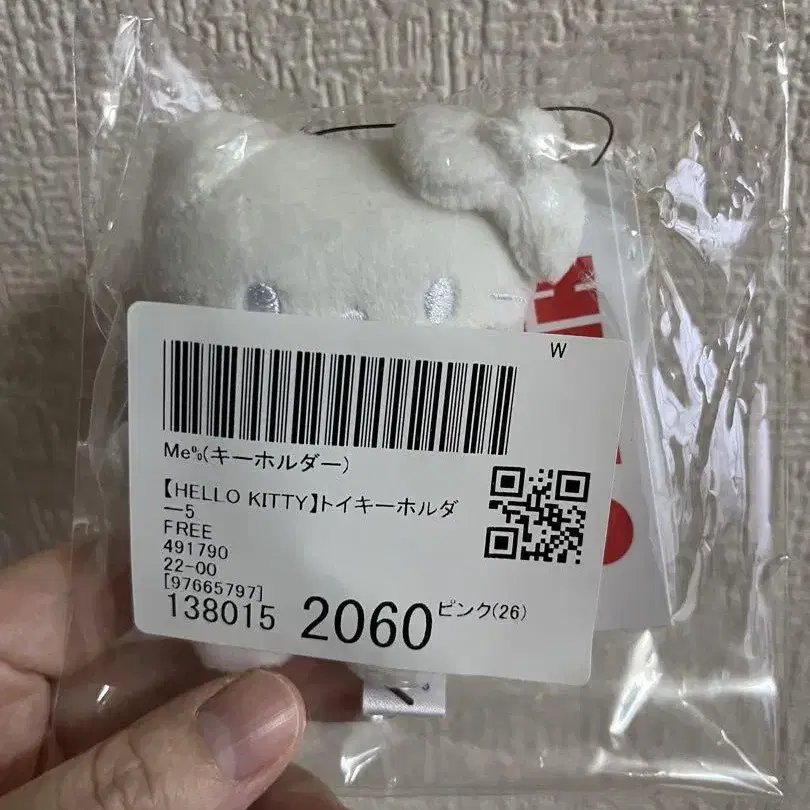 W
Me%(キーホルダー)
【HELLO KITTY】トイキーホルダ
ー5
FREE
491790
22-00
[97665797]
138015 2060 ピンク(26)